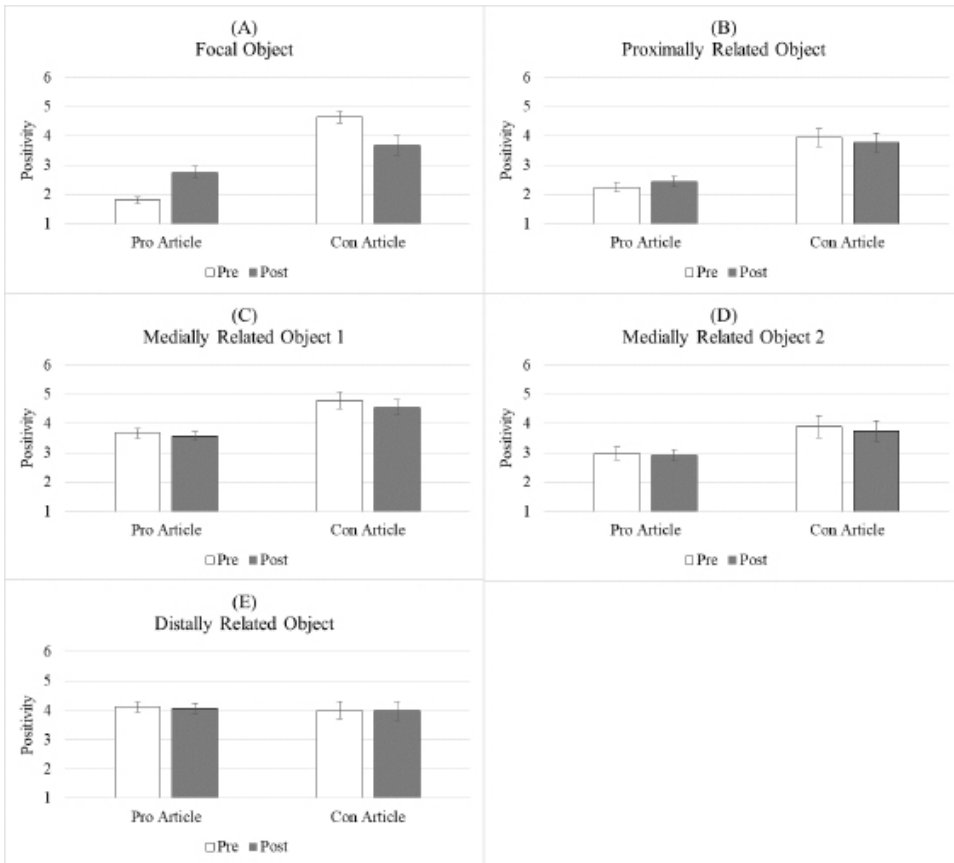 (A)
Focal Object
6
5
4
3
2
1
Positivity
Pro Article
Con Article
Pre Post
(B)
Proximally Related Object
6
5
4
3
2
1
Positivity
Pro Article
Con Article
Pre Post
(C)
Medially Related Object 1
6
5
4
3
2
1
Positivity
Pro Article
Con Article
Pre Post
(D)
Medially Related Object 2
6
5
4
3
2
1
Positivity
Pro Article
Con Article
Pre Post
(E)
Distally Related Object
6
5
4
3
2
1
Positivity
Pro Article
Con Article
Pre Post